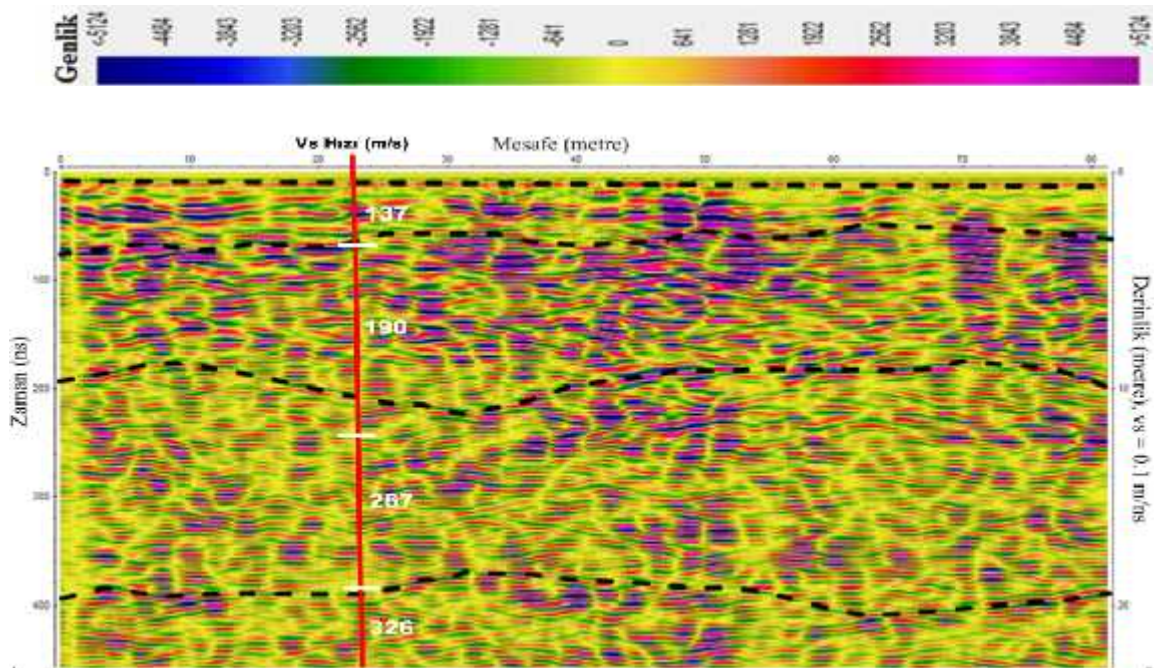 Genlik
<-5124 -4484 -3843 -3203 -2562 -1922 -1281 -641 0 641 1281 1922 2562 3203 3843 4484 >5124
Vs Hızı (m/s) Mesafe (metre)
0 10 20 30 40 50 60 70 80
0 0
137
100
190
Zaman (ns)
200 10
Derinlik (metre), vs = 0,1 m/ns
300
287
400 20
326